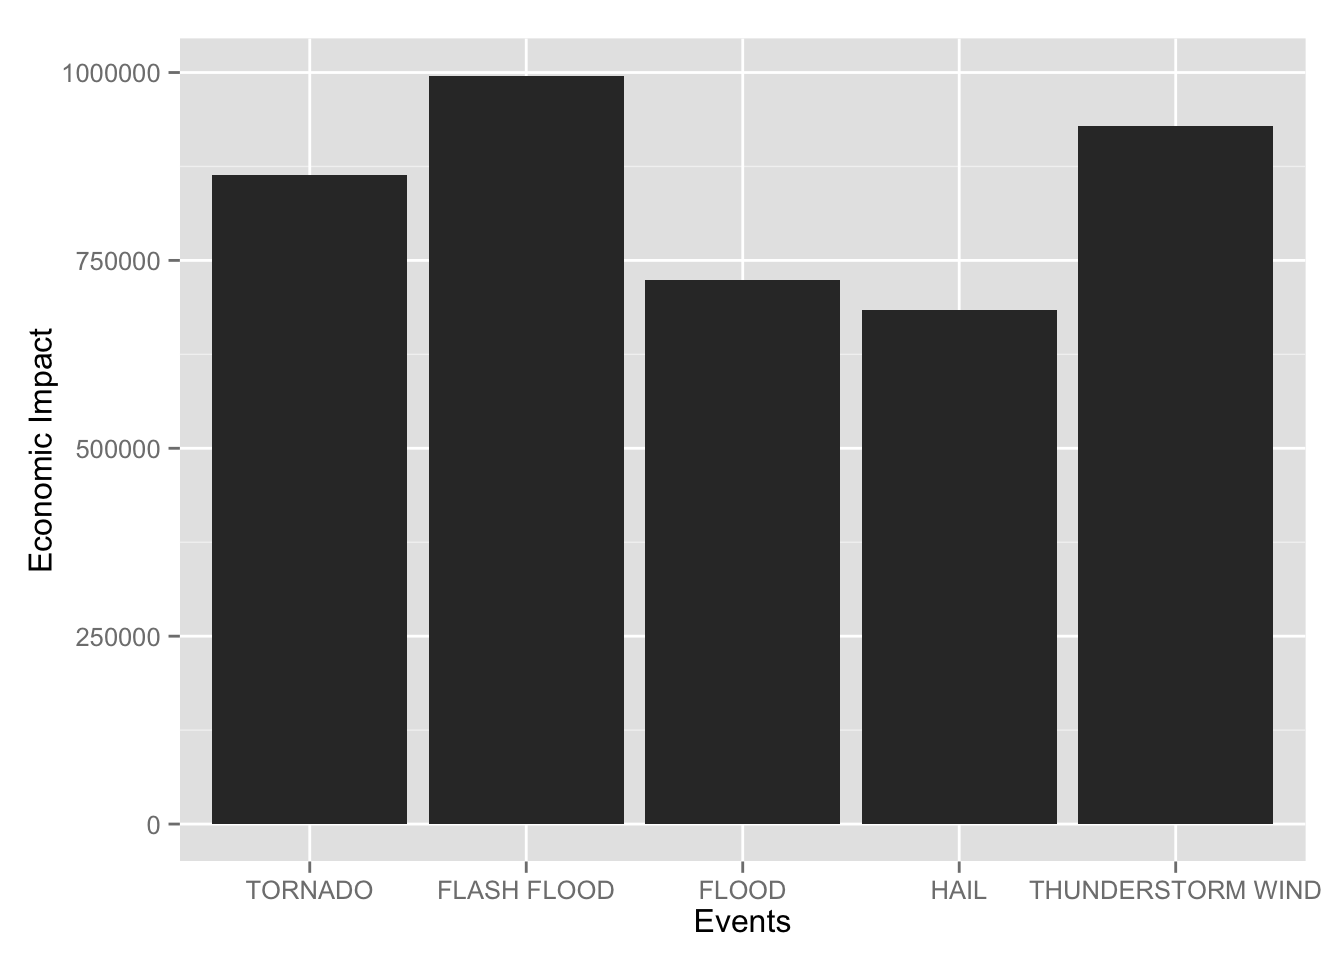 1000000
750000
500000
250000
0
Economic Impact
TORNADO FLASH FLOOD FLOOD HAIL THUNDERSTORM WIND
Events